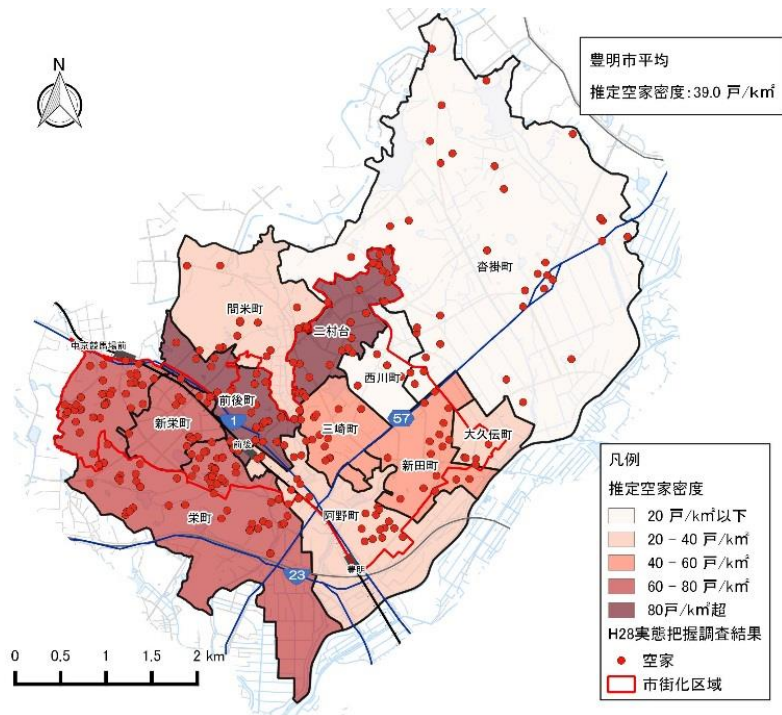 豊明市平均
推定空家密度：39.0 戸/k㎡
N
沓掛町
間米町
二村台
中京競馬場前
西川町
前後町
1
57
大久伝町
新栄町
三崎町
前後
新田町
栄町
阿野町
豊明
23
凡例
推定空家密度
20 戸/k㎡以下
20 - 40 戸/k㎡
40 - 60 戸/k㎡
60 - 80 戸/k㎡
80戸/k㎡超
H28実態把握調査結果
空家
市街化区域
0 0,5 1 2 km